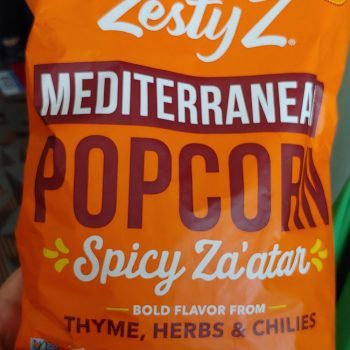 Zesty Z®
MEDITERRANEA
POPCORN
Spicy Za'atar
BOLD FLAVOR FROM
THYME, HERBS & CHILIES